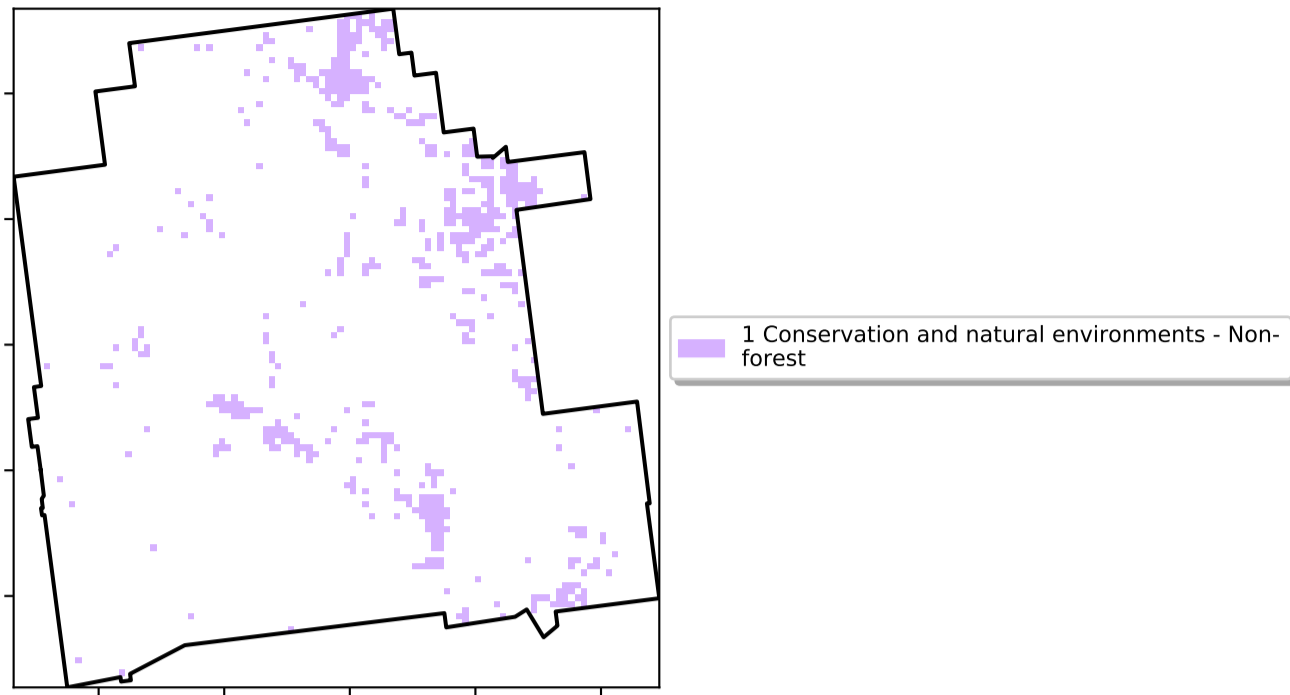 1 Conservation and natural environments - Non-
forest